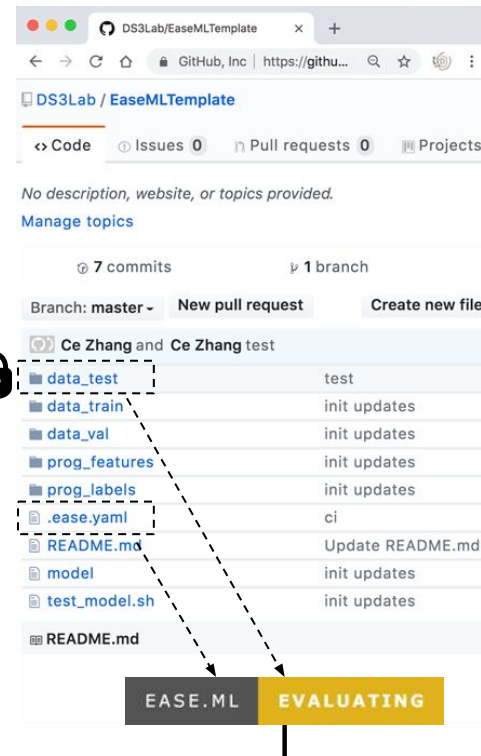 DS3Lab/EaseMLTemplate
GitHub, Inc | https://githu...
DS3Lab / EaseMLTemplate
Code Issues 0 Pull requests 0 Projects
No description, website, or topics provided.
Manage topics
7 commits 1 branch
Branch: master New pull request Create new file
Ce Zhang and Ce Zhang test
data_test test
data_train init updates
data_val init updates
prog_features init updates
prog_labels init updates
.ease.yaml ci
README.md Update README.md
model init updates
test_model.sh init updates
README.md
EASE.ML EVALUATING